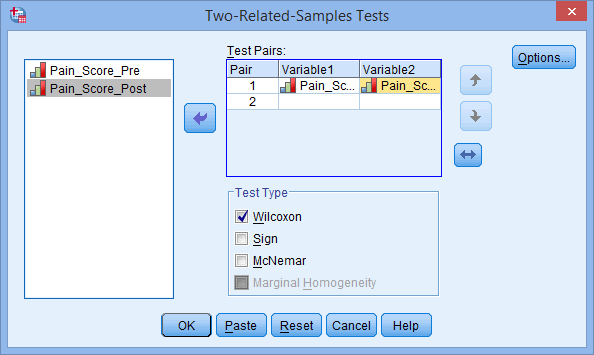 Two-Related-Samples Tests
Pain_Score_Pre
Pain_Score_Post
Test Pairs:
Pair Variable1 Variable2
1 Pain_Sc... Pain_Sc...
2
Options...
Test Type
Wilcoxon
Sign
McNemar
Marginal Homogeneity
OK Paste Reset Cancel Help